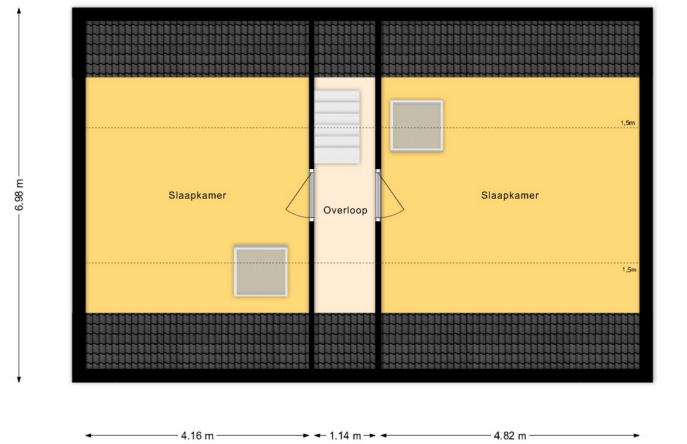 1,5m
6.98 m
Slaapkamer
Slaapkamer
Overloop
1,5m
4.16 m
1.14 m
4.82 m